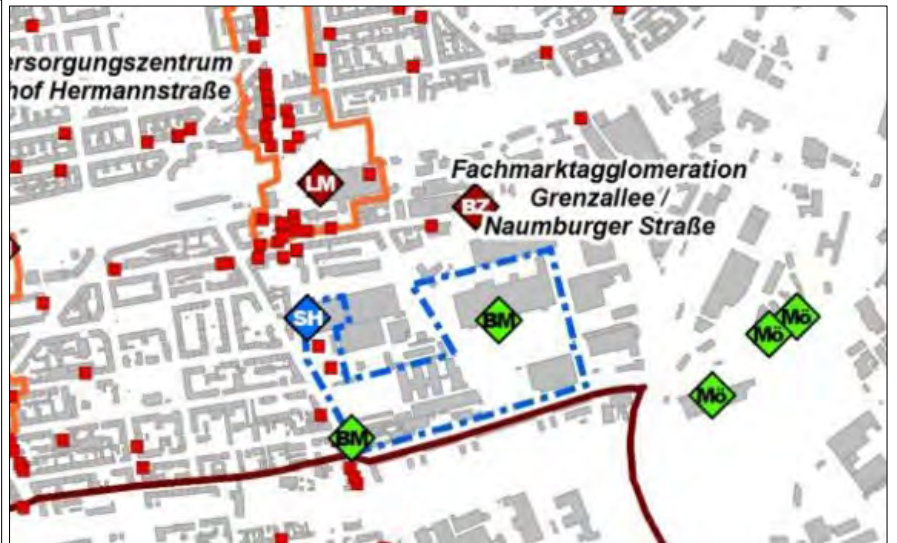 ersorgungszentrum
hof Hermannstraße
LM
Fachmarktagglomeration
Grenzallee /
Naumburger Straße
BZ
SH
BM
Mö
Mö
Mö
BM